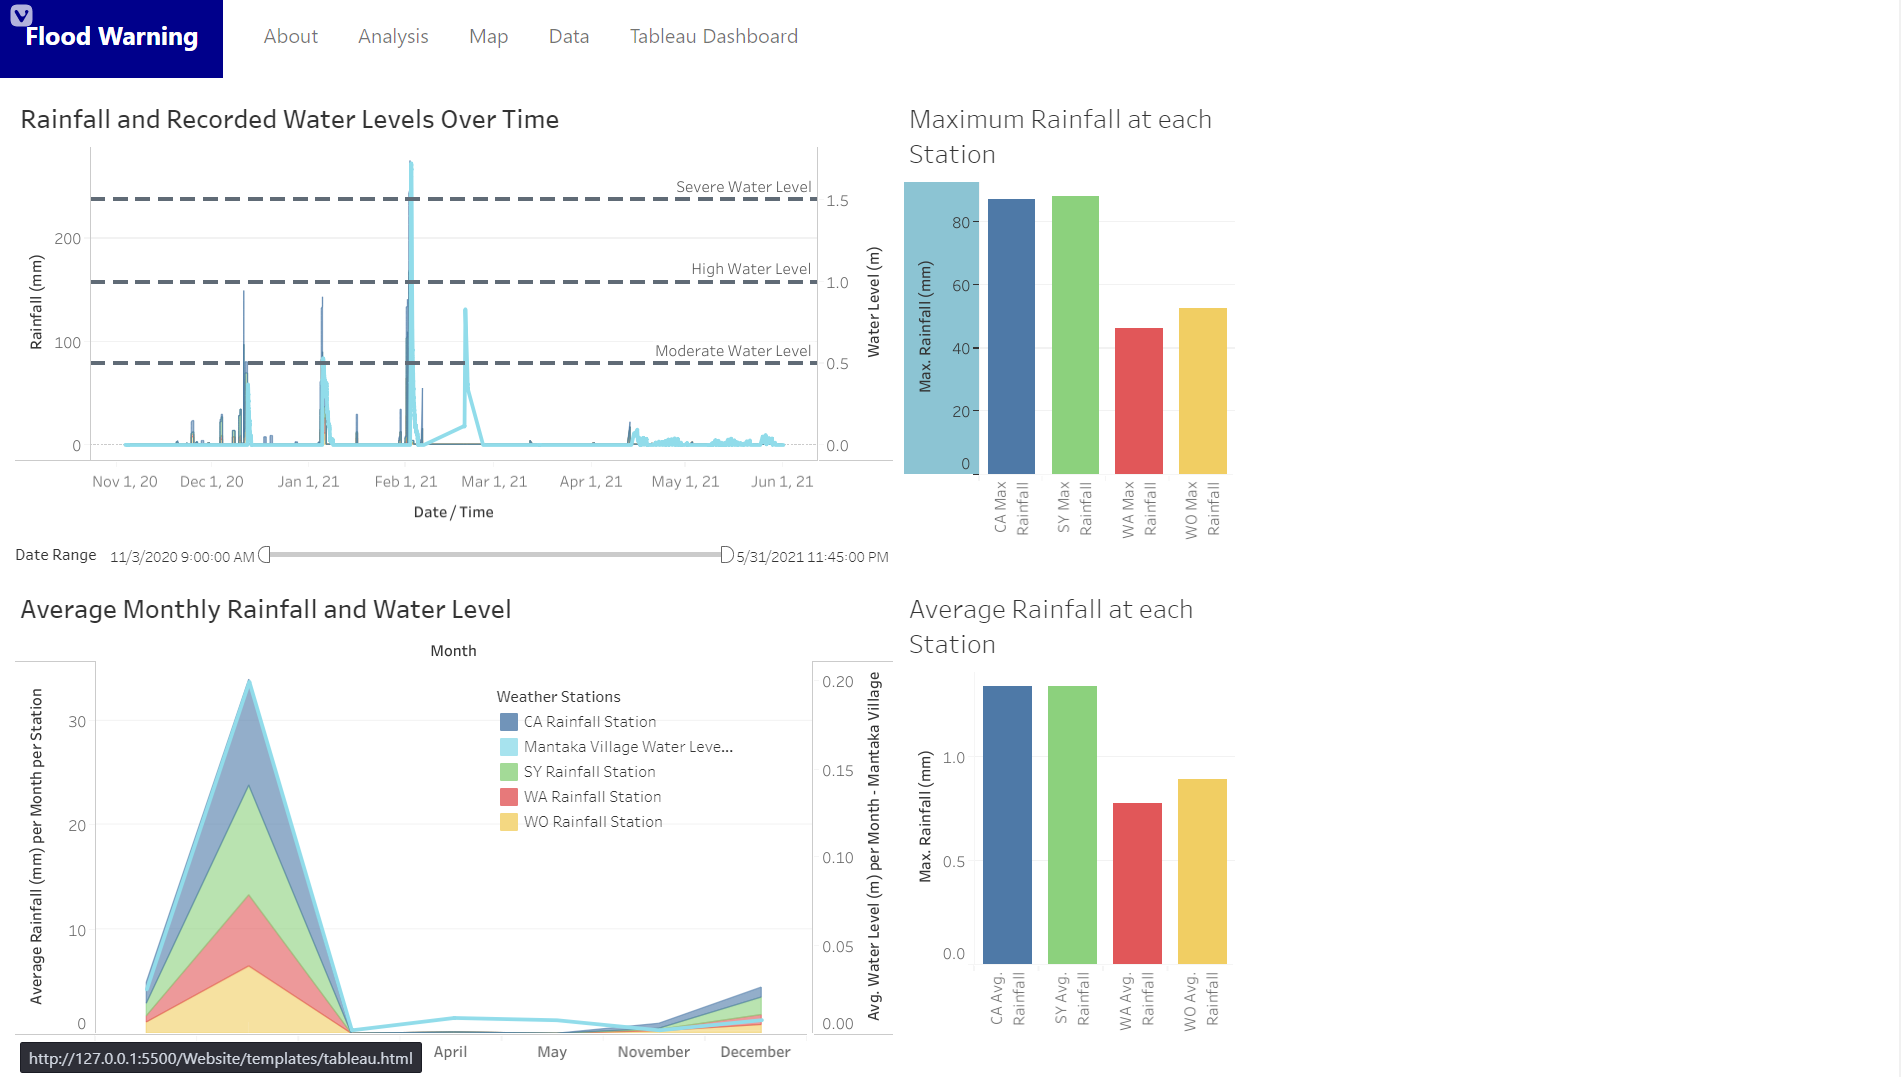 Flood Warning
About
Analysis
Map
Data
Tableau Dashboard
Rainfall and Recorded Water Levels Over Time
Rainfall (mm)
200
100
0
Severe Water Level
High Water Level
Moderate Water Level
1.5
1.0
0.5
0.0
Water Level (m)
Nov 1, 20
Dec 1, 20
Jan 1, 21
Feb 1, 21
Mar 1, 21
Apr 1, 21
May 1, 21
Jun 1, 21
Date / Time
Date Range
11/3/2020 9:00:00 AM
5/31/2021 11:45:00 PM
Maximum Rainfall at each
Station
Max. Rainfall (mm)
80
60
40
20
0
CA Max
Rainfall
SY Max
Rainfall
WA Max
Rainfall
WO Max
Rainfall
Average Monthly Rainfall and Water Level
Month
Average Rainfall (mm) per Month per Station
30
20
10
0
Weather Stations
CA Rainfall Station
Mantaka Village Water Leve...
SY Rainfall Station
WA Rainfall Station
WO Rainfall Station
0.20
0.15
0.10
0.05
0.00
Avg. Water Level (m) per Month - Mantaka Village
April
May
November
December
Average Rainfall at each
Station
Max. Rainfall (mm)
1.0
0.5
0.0
CA Avg.
Rainfall
SY Avg.
Rainfall
WA Avg.
Rainfall
WO Avg.
Rainfall
http://127.0.0.1:5500/Website/templates/tableau.html